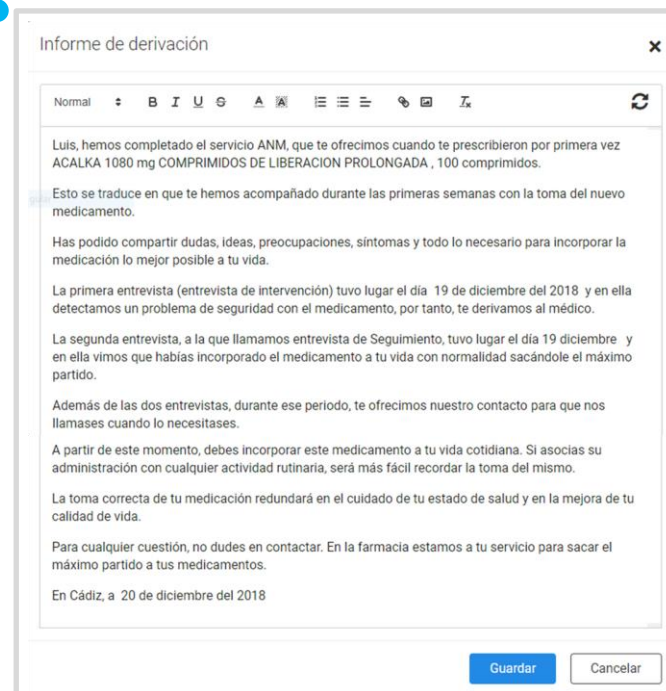 Informe de derivación
Normal
Luis, hemos completado el servicio ANM, que te ofrecimos cuando te prescribieron por primera vez
ACALKA 1080 mg COMPRIMIDOS DE LIBERACION PROLONGADA , 100 comprimidos.
Esto se traduce en que te hemos acompañado durante las primeras semanas con la toma del nuevo
medicamento.
Has podido compartir dudas, ideas, preocupaciones, síntomas y todo lo necesario para incorporar la
medicación lo mejor posible a tu vida.
La primera entrevista (entrevista de intervención) tuvo lugar el día 19 de diciembre del 2018 y en ella
detectamos un problema de seguridad con el medicamento, por tanto, te derivamos al médico.
La segunda entrevista, a la que llamamos entrevista de Seguimiento, tuvo lugar el día 19 diciembre y
en ella vimos que habías incorporado el medicamento a tu vida con normalidad sacándole el máximo
partido.
Además de las dos entrevistas, durante ese periodo, te ofrecimos nuestro contacto para que nos
llamases cuando lo necesitases.
A partir de este momento, debes incorporar este medicamento a tu vida cotidiana. Si asocias su
administración con cualquier actividad rutinaria, será más fácil recordar la toma del mismo.
La toma correcta de tu medicación redundará en el cuidado de tu estado de salud y en la mejora de tu
calidad de vida.
Para cualquier cuestión, no dudes en contactar. En la farmacia estamos a tu servicio para sacar el
máximo partido a tus medicamentos.
En Cádiz, a 20 de diciembre del 2018
Guardar Cancelar